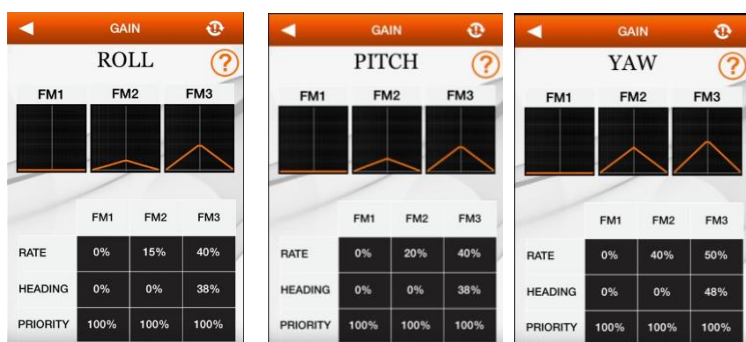 GAIN
ROLL ?
FM1 FM2 FM3
FM1 FM2 FM3
RATE 0% 15% 40%
HEADING 0% 0% 38%
PRIORITY 100% 100% 100%
GAIN
PITCH ?
FM1 FM2 FM3
FM1 FM2 FM3
RATE 0% 20% 40%
HEADING 0% 0% 38%
PRIORITY 100% 100% 100%
GAIN
YAW ?
FM1 FM2 FM3
FM1 FM2 FM3
RATE 0% 40% 50%
HEADING 0% 0% 48%
PRIORITY 100% 100% 100%